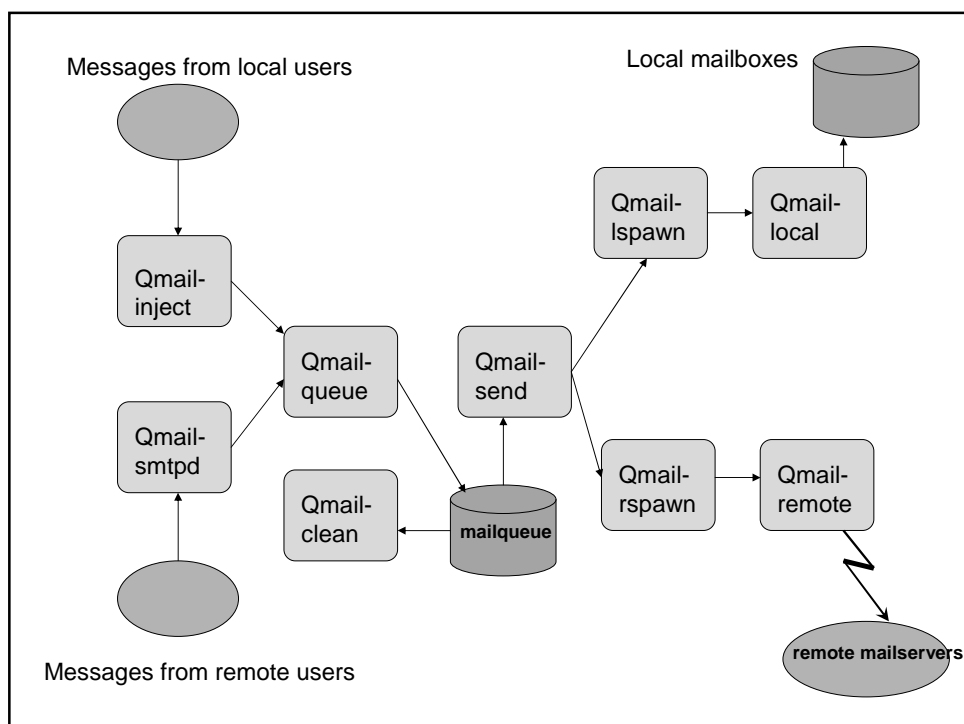 Messages from local users
Local mailboxes
Qmail-
lspawn
Qmail-
local
Qmail-
inject
Qmail-
queue
Qmail-
send
Qmail-
smtpd
Qmail-
clean
mailqueue
Qmail-
rspawn
Qmail-
remote
Messages from remote users
remote mailservers